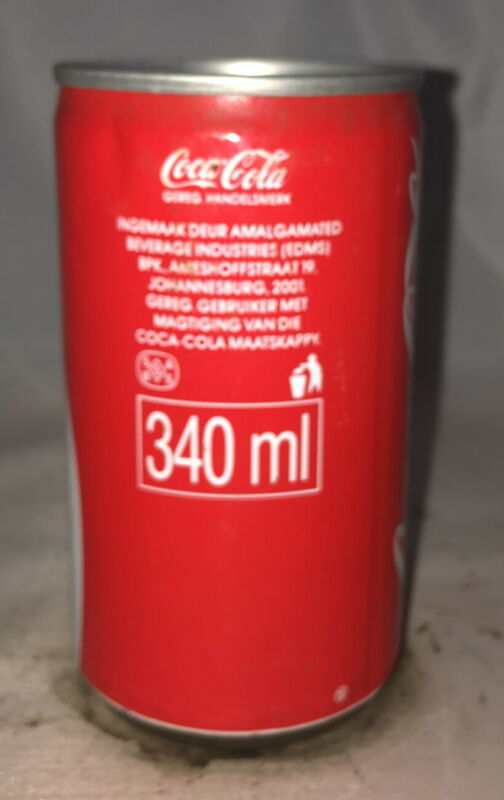 Coca-Cola
GEREG. HANDELSMERK
INGEMAAK DEUR AMALGAMATED
BEVERAGE INDUSTRIES (EDMS)
BPK., AMESHOFFSTRAAT 19,
JOHANNESBURG, 2001.
GEREG. GEBRUIKER MET
MAGTIGING VAN DIE
COCA-COLA MAATSKAPPY.
340 ml